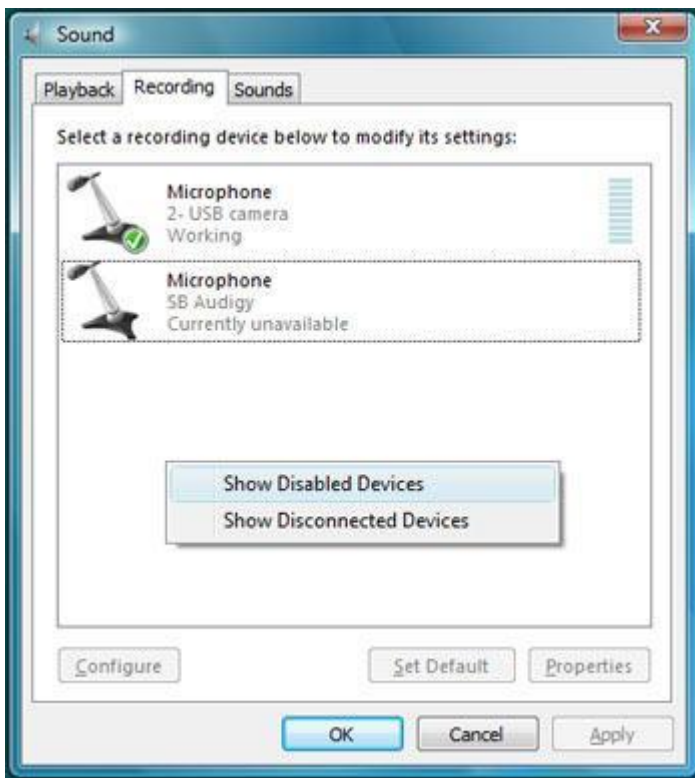 Sound
Playback Recording Sounds
Select a recording device below to modify its settings:
Microphone
2- USB camera
Working
Microphone
SB Audigy
Currently unavailable
Show Disabled Devices
Show Disconnected Devices
Configure Set Default Properties
OK Cancel Apply